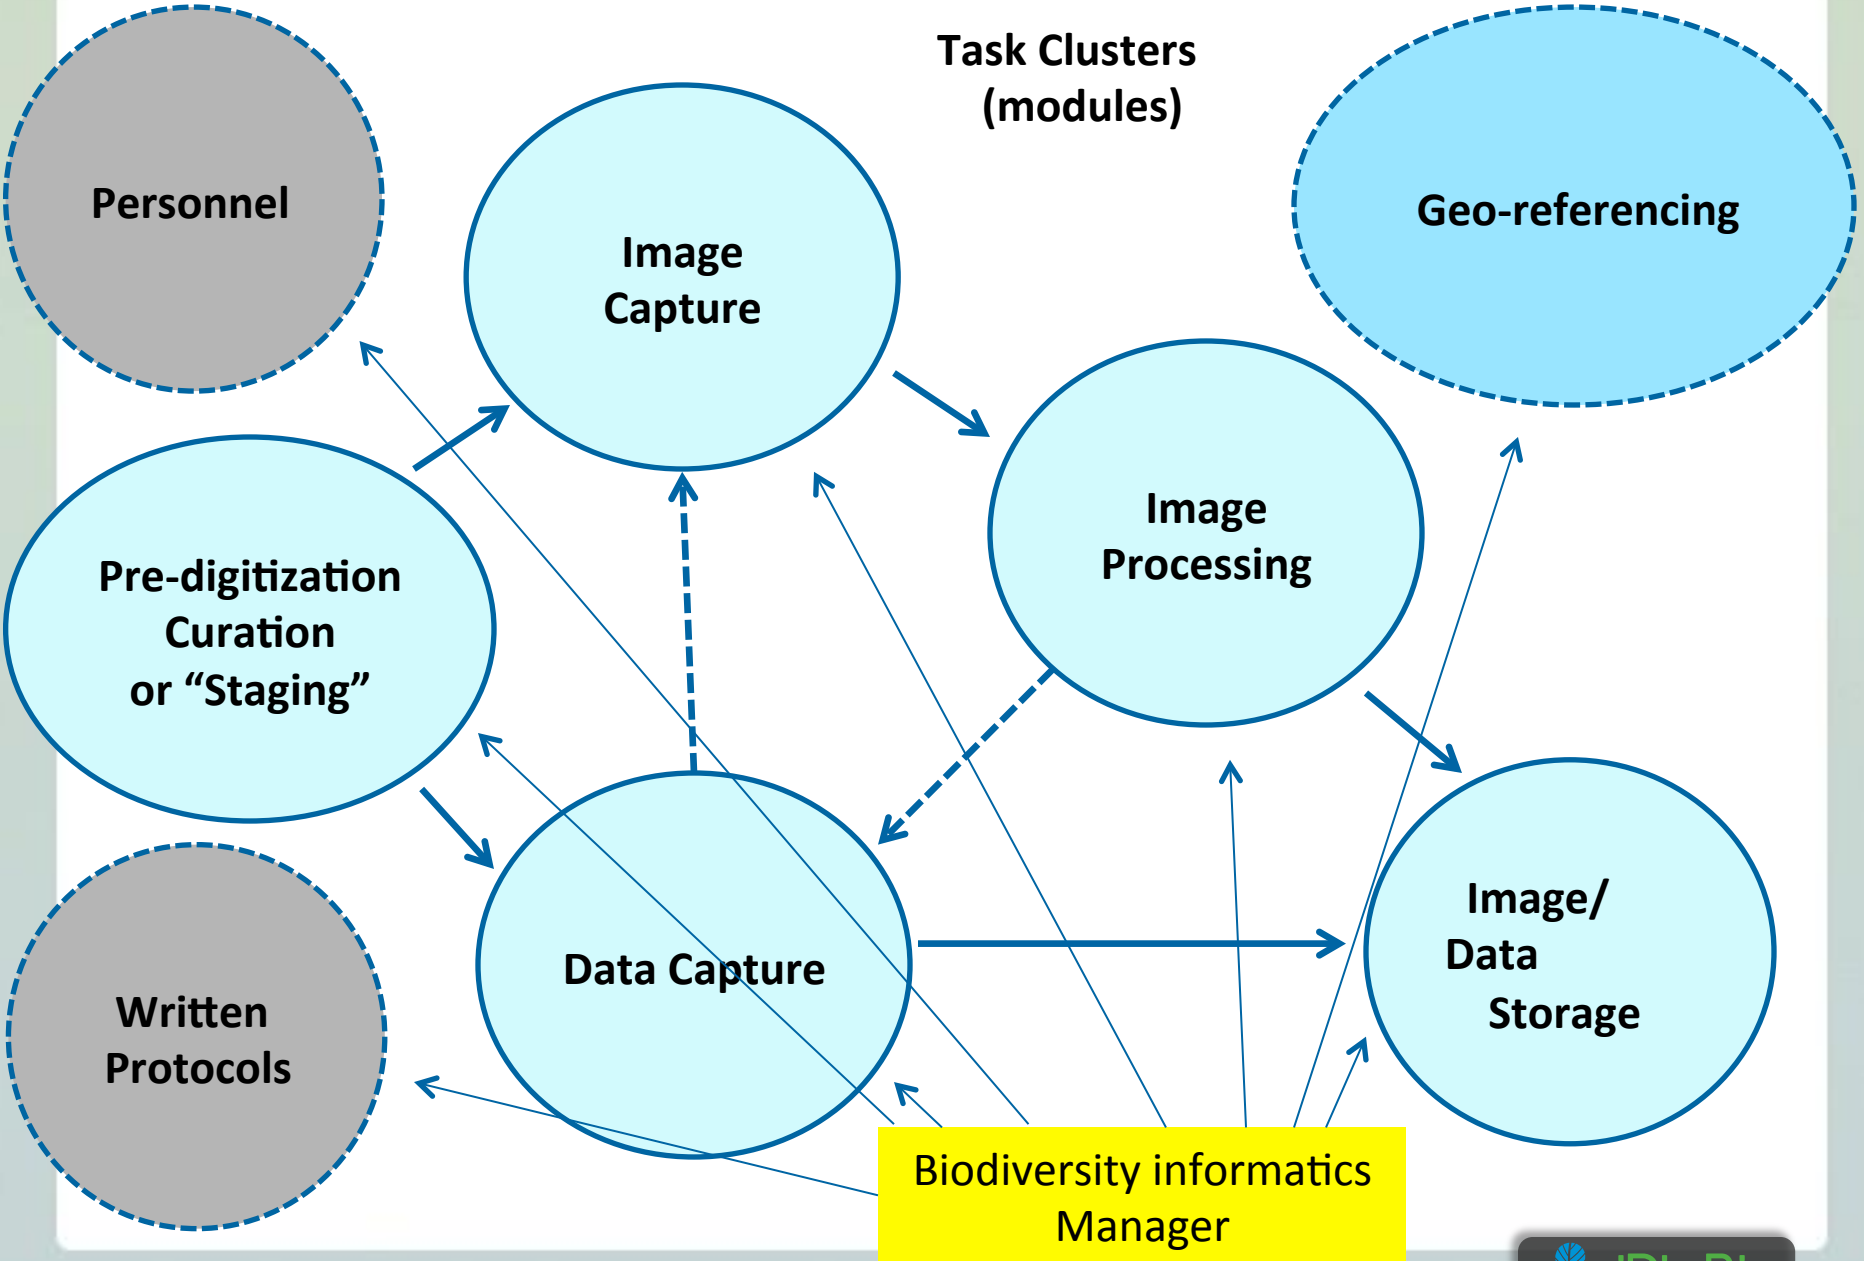 Task Clusters
(modules)
Personnel
Geo-referencing
Image
Capture
Image
Processing
Pre-digitization
Curation
or “Staging”
Image/
Data
Storage
Data Capture
Written
Protocols
Biodiversity informatics
Manager